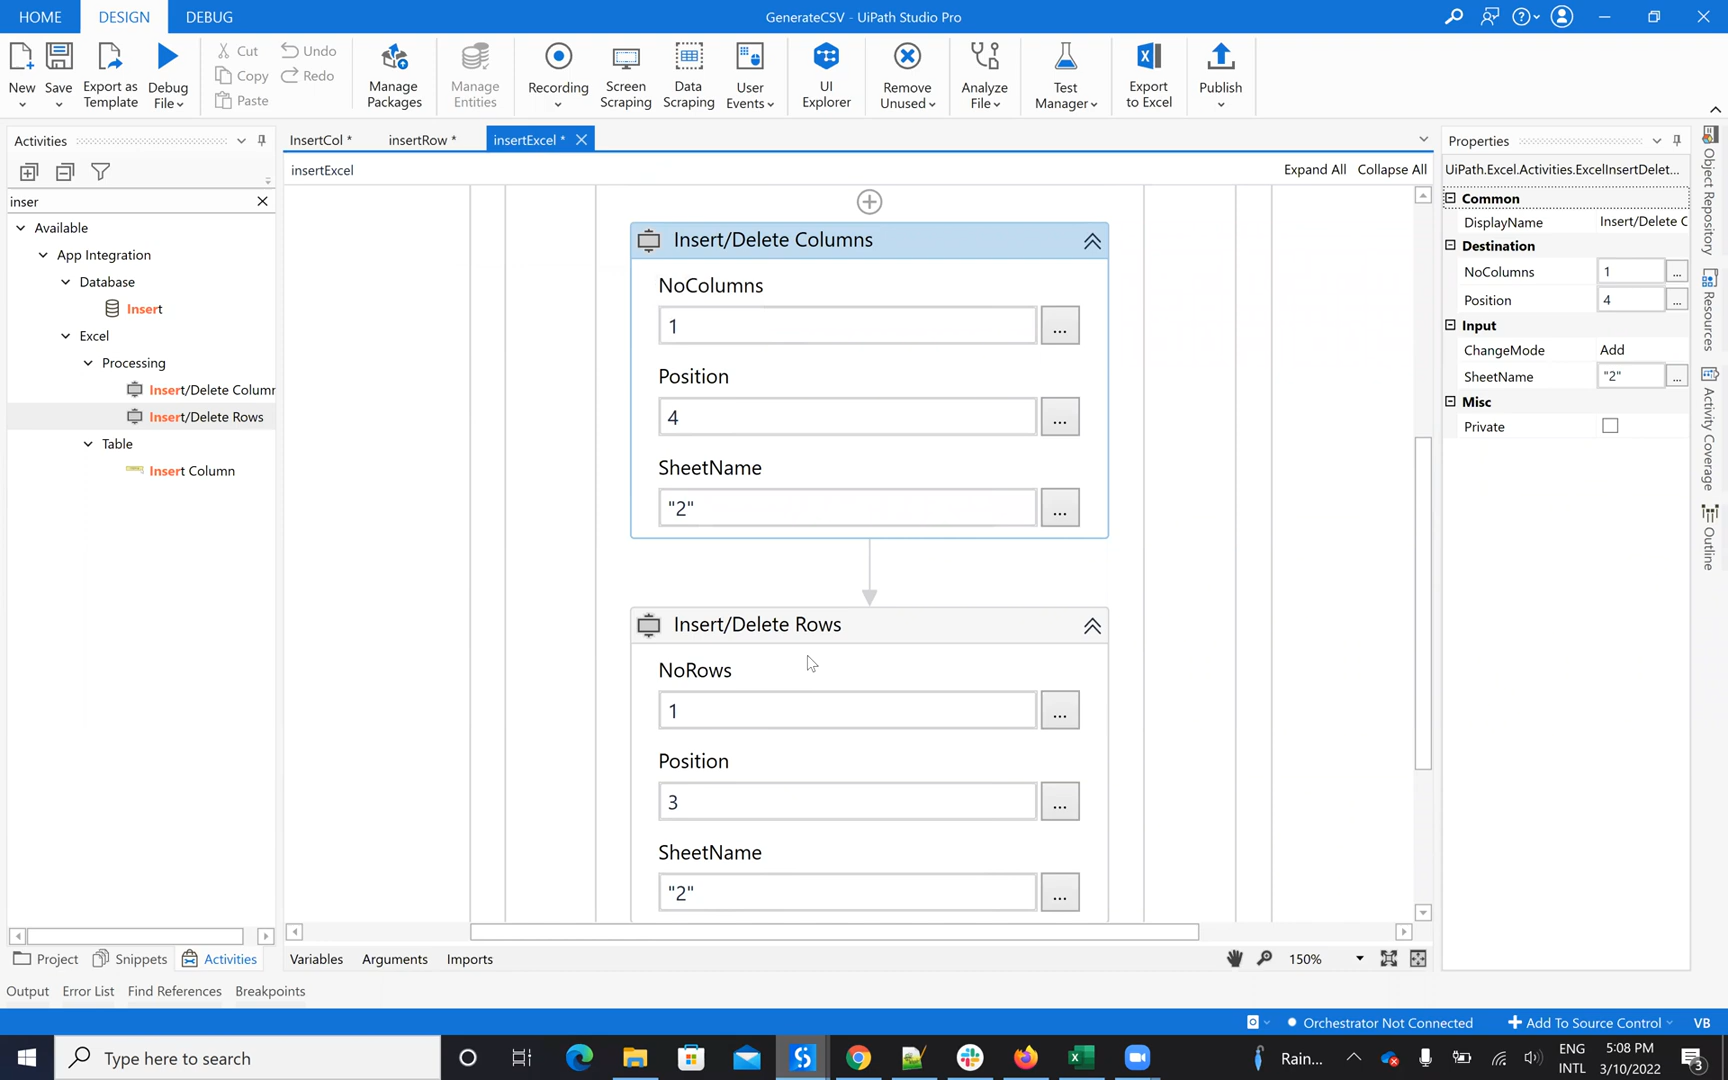 HOME DESIGN DEBUG GenerateCSV - UiPath Studio Pro
New Save Export as Template Debug File Cut Copy Paste Undo Redo Manage Packages Manage Entities Recording Screen Scraping Data Scraping User Events UI Explorer Remove Unused Analyze File Test Manager Export to Excel Publish
Activities
inser
Available
App Integration
Database
Insert
Excel
Processing
Insert/Delete Column
Insert/Delete Rows
Table
Insert Column
Project Snippets Activities
InsertCol * insertRow * insertExcel *
insertExcel Expand All Collapse All
Insert/Delete Columns
NoColumns
1 ...
Position
4 ...
SheetName
"2" ...
Insert/Delete Rows
NoRows
1 ...
Position
3 ...
SheetName
"2" ...
Variables Arguments Imports 150%
Properties
UiPath.Excel.Activities.ExcelInsertDelet...
Common
DisplayName Insert/Delete C
Destination
NoColumns 1 ...
Position 4 ...
Input
ChangeMode Add
SheetName "2" ...
Misc
Private
Object Repository
Resources
Activity Coverage
Outline
Output Error List Find References Breakpoints
Orchestrator Not Connected Add To Source Control VB
Type here to search
Rain...
ENG
INTL
5:08 PM
3/10/2022
3